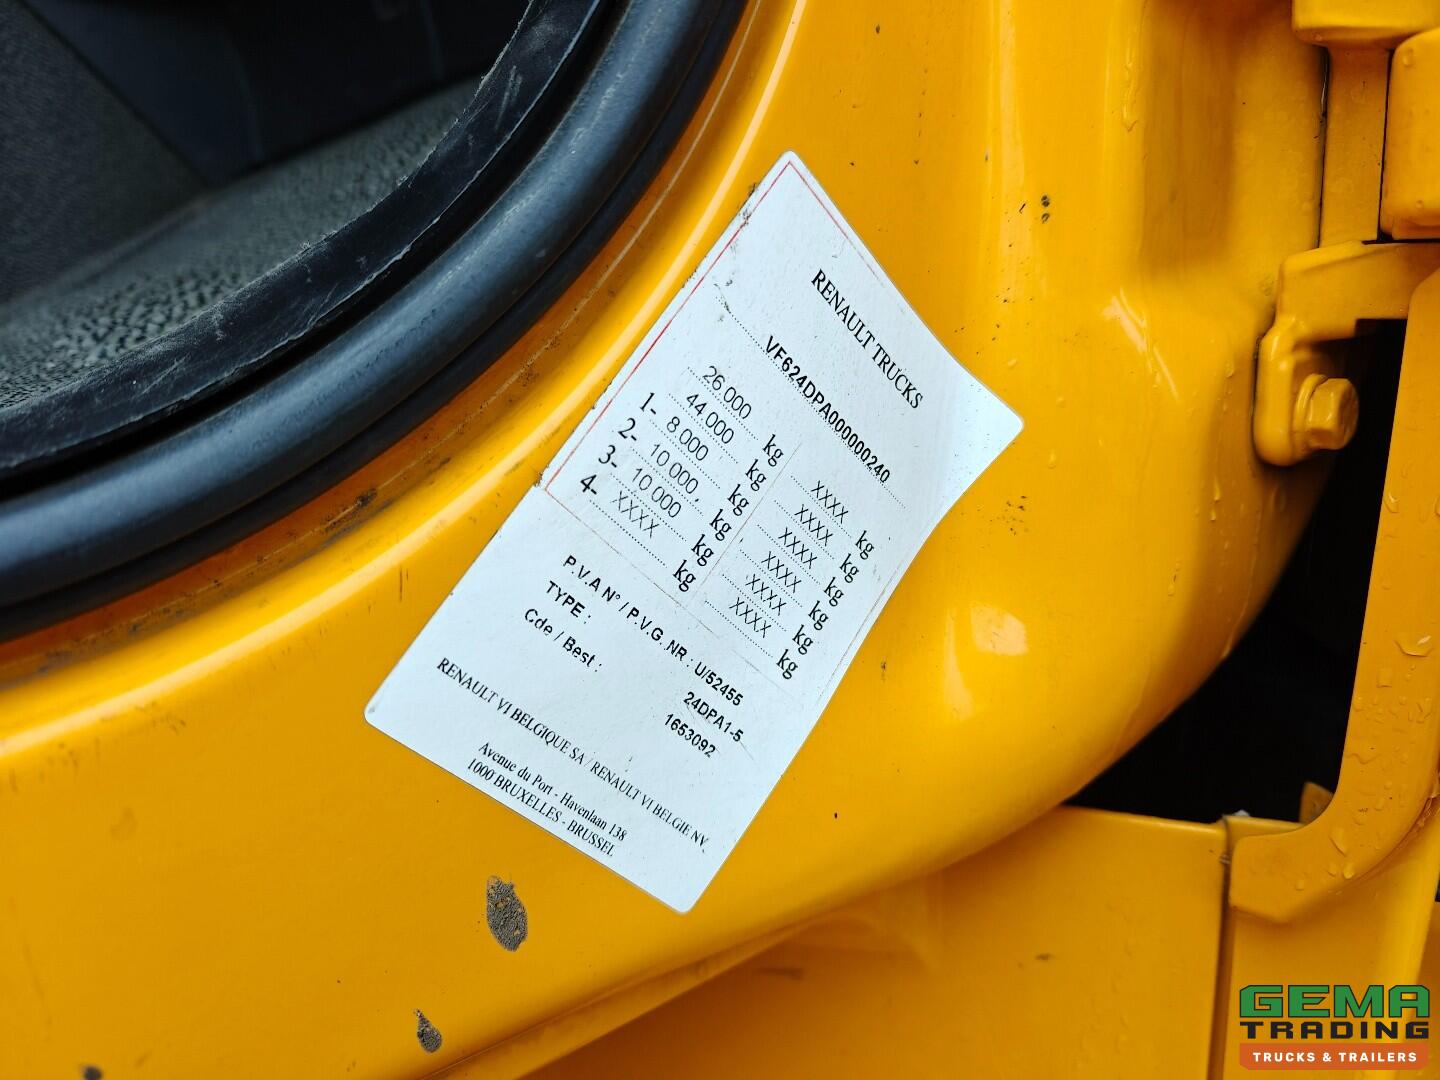 RENAULT TRUCKS
VF624DPA000000240
26 000 kg XXXX kg
44 000 kg XXXX kg
1- 8 000 kg XXXX kg
2- 10 000 kg XXXX kg
3- 10 000 kg XXXX kg
4- XXXX kg XXXX kg
P.V.A N° / P.V.G. NR : U/52455
TYPE : 24DPA1-5
Cde / Best : 1653092
RENAULT VI BELGIQUE SA / RENAULT VI BELGIE NV
Avenue du Port - Havenlaan 138
1000 BRUXELLES - BRUSSEL
GEMA
TRADING
TRUCKS & TRAILERS